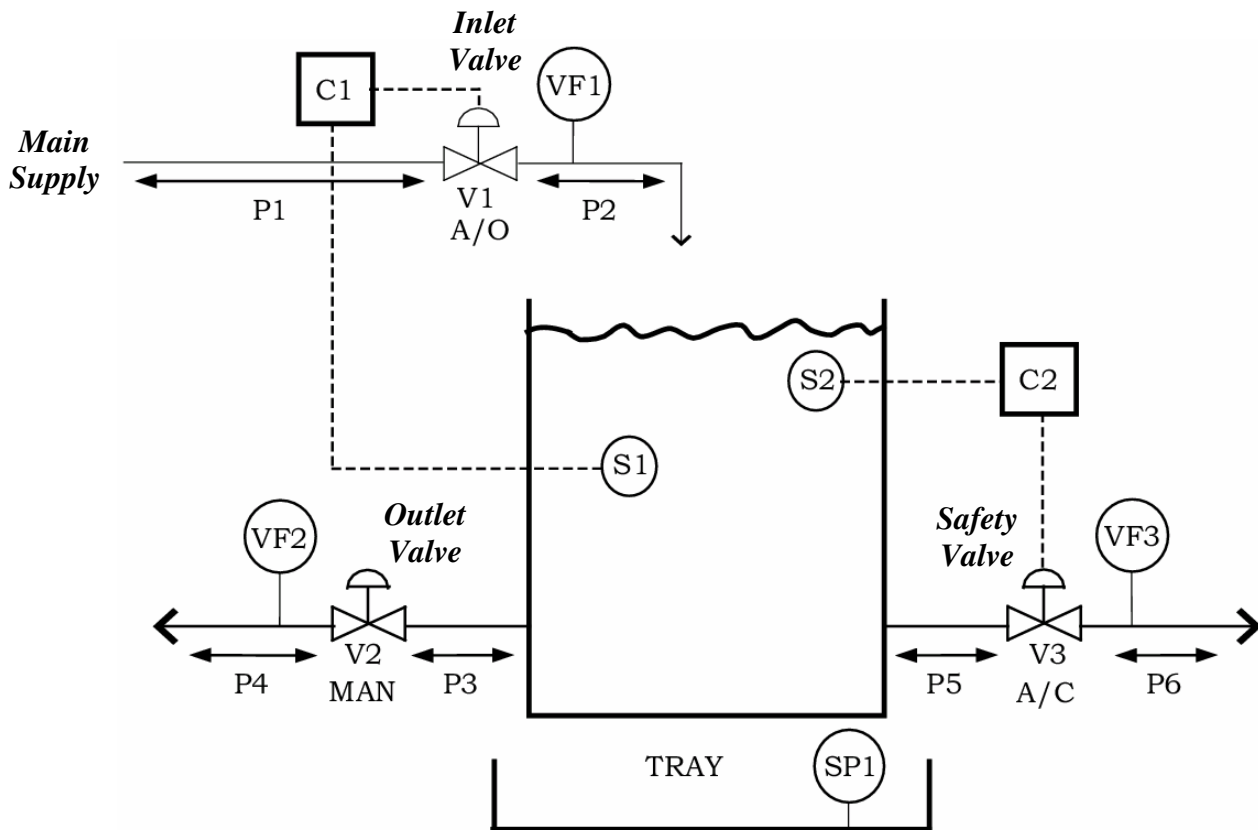 Inlet
Valve
C1
VF1
Main
Supply
P1
V1
A/O
P2
S2
C2
S1
VF2
Outlet
Valve
Safety
Valve
VF3
P4
V2
MAN
P3
P5
V3
A/C
P6
TRAY
SP1